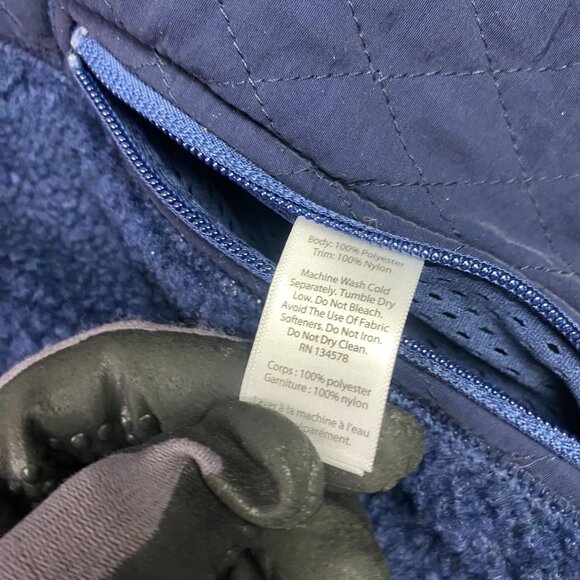 Body: 100% Polyester
Trim: 100% Nylon
Machine Wash Cold
Separately. Tumble Dry
Low. Do Not Bleach.
Avoid The Use Of Fabric
Softeners. Do Not Iron.
Do Not Dry Clean.
RN 134578
Corps : 100% polyester
Garniture : 100% nylon
Laver à la machine à l'eau
séparément.